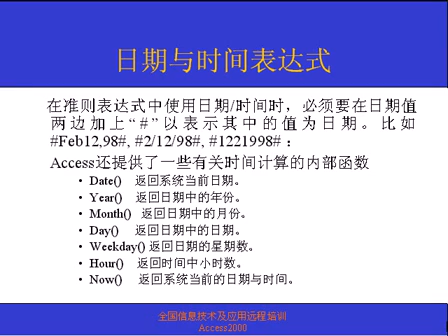 日期与时间表达式
在准则表达式中使用日期/时间时，必须要在日期值
两边加上“#”以表示其中的值为日期。比如
#Feb12,98#, #2/12/98#, #1221998#：
Access还提供了一些有关时间计算的内部函数
• Date() 返回系统当前日期。
• Year() 返回日期中的年份。
• Month() 返回日期中的月份。
• Day() 返回日期中的日期。
• Weekday() 返回日期的星期数。
• Hour() 返回时间中小时数。
• Now() 返回系统当前的日期与时间。
全国信息技术及应用远程培训
Access2000